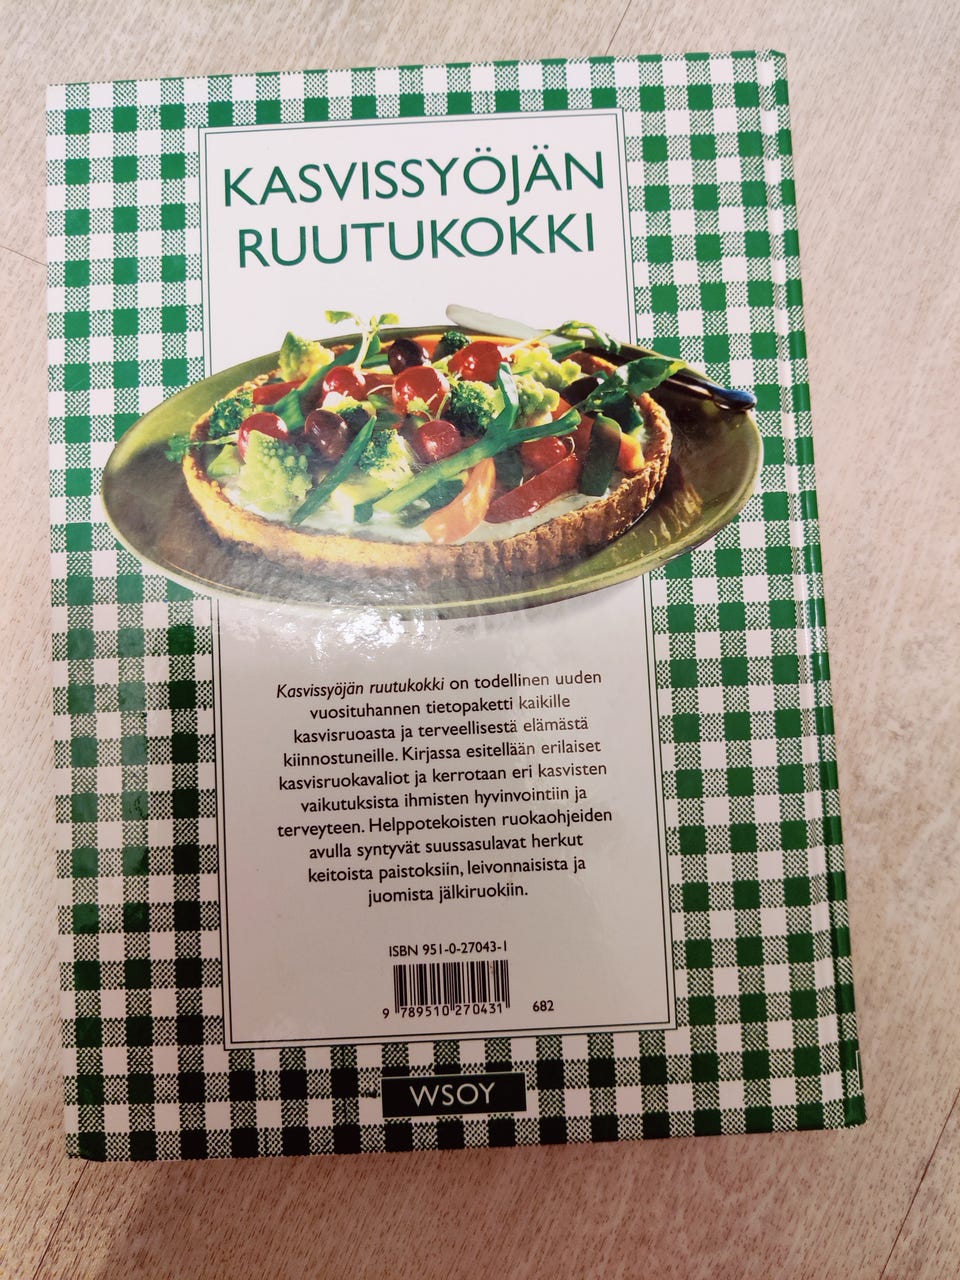 KASVISSYÖJÄN
RUUTUKOKKI
Kasvissyöjän ruutukokki on todellinen uuden
vuosituhannen tietopaketti kaikille
kasvisruoasta ja terveellisestä elämästä
kiinnostuneille. Kirjassa esitellään erilaiset
kasvisruokavaliot ja kerrotaan eri kasvisten
vaikutuksista ihmisten hyvinvointiin ja
terveyteen. Helppotekoisten ruokaohjeiden
avulla syntyvät suussasulavat herkut
keitoista paistoksiin, leivonnaisista ja
juomista jälkiruokiin.
ISBN 951-0-27043-1
9 789510 270431 682
WSOY